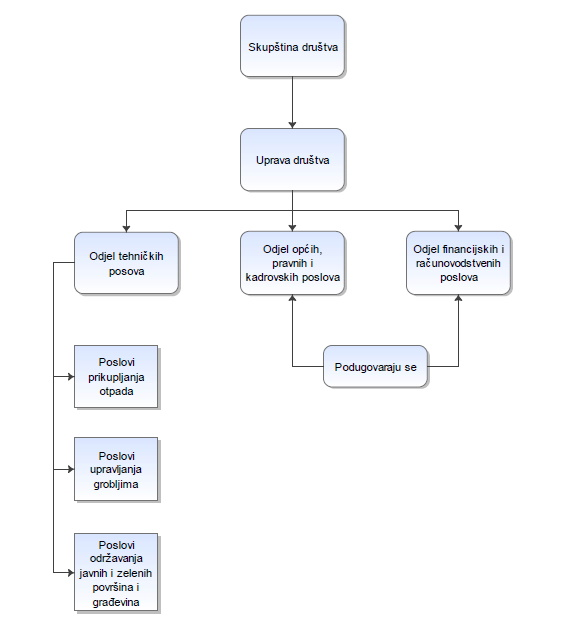 Skupština društva
Uprava društva
Odjel tehničkih
posova
Odjel općih,
pravnih i
kadrovskih poslova
Odjel financijskih i
računovodstvenih
poslova
Podugovaraju se
Poslovi
prikupljanja
otpada
Poslovi
upravljanja
grobljima
Poslovi
održavanja
javnih i zelenih
površina i
građevina